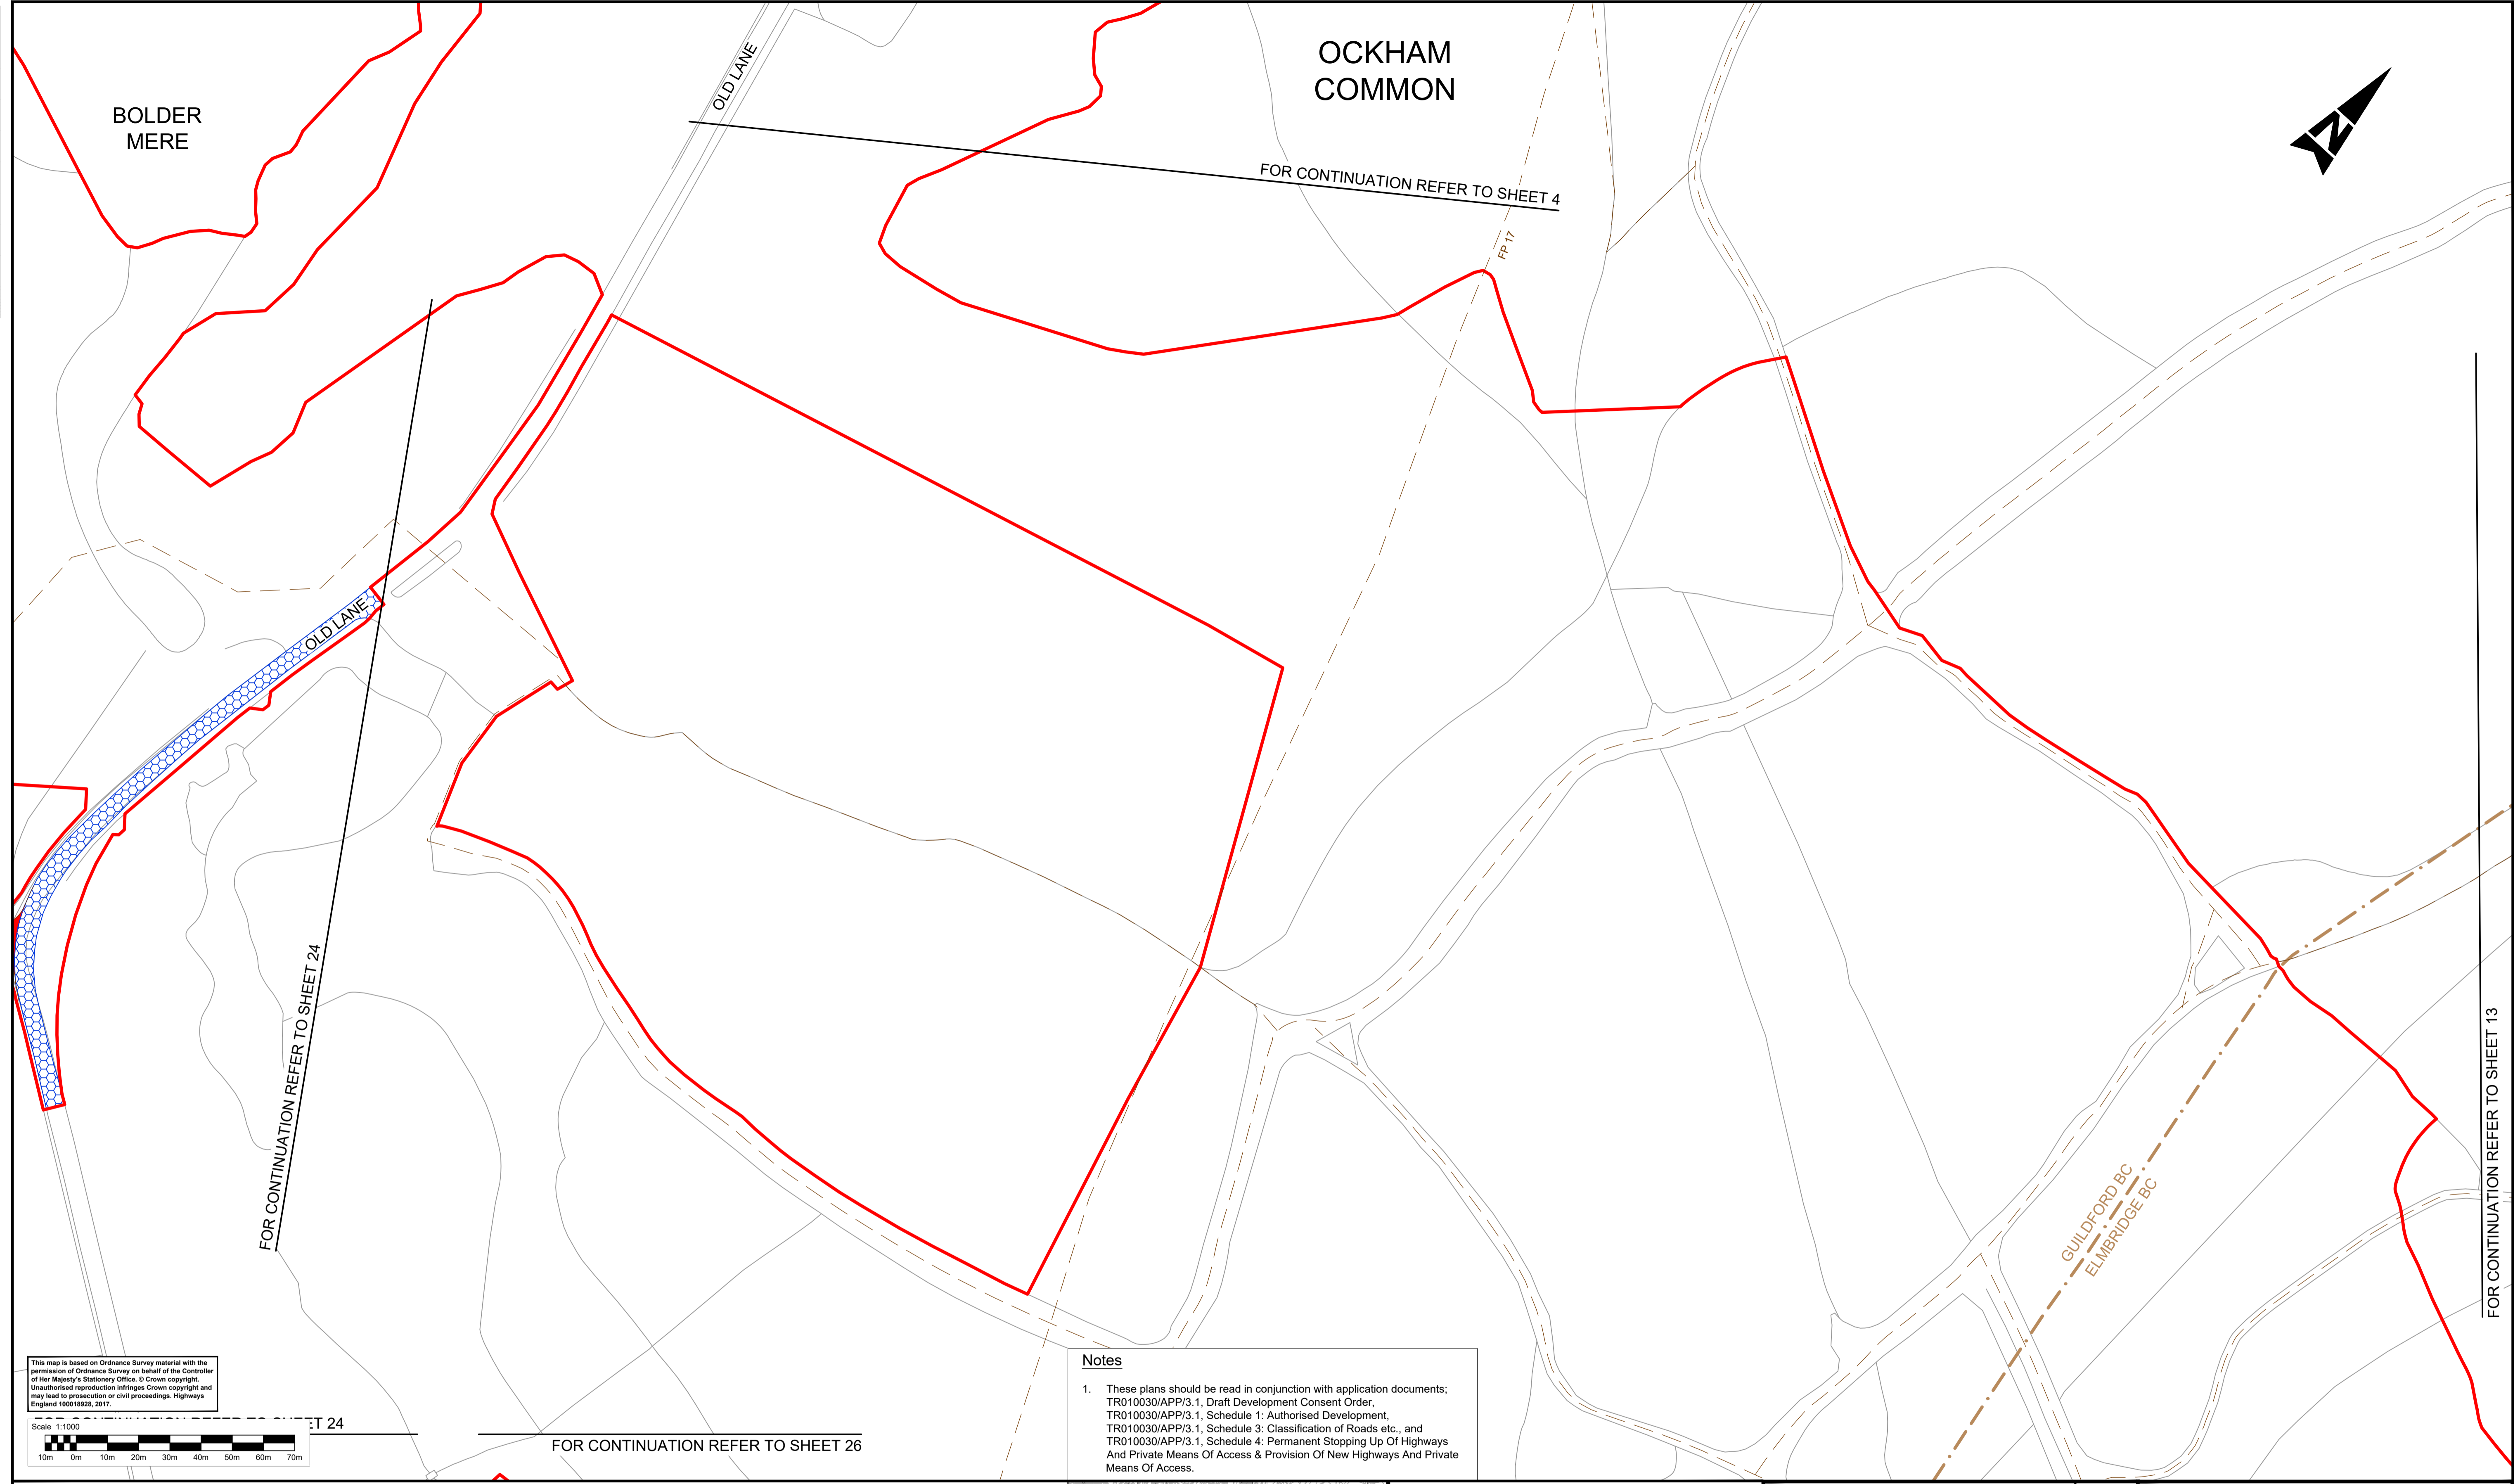 BOLDER
MERE
OLD LANE
OCKHAM
COMMON
N
FOR CONTINUATION REFER TO SHEET 4
FP 17
OLD LANE
FOR CONTINUATION REFER TO SHEET 24
FOR CONTINUATION REFER TO SHEET 13
GUILDFORD BC
ELMBRIDGE BC
This map is based on Ordnance Survey material with the
permission of Ordnance Survey on behalf of the Controller
of Her Majesty's Stationery Office. © Crown copyright.
Unauthorised reproduction infringes Crown copyright and
may lead to prosecution or civil proceedings. Highways
England 100018928, 2017.
FOR CONTINUATION REFER TO SHEET 24
Scale 1:1000
10m 0m 10m 20m 30m 40m 50m 60m 70m
FOR CONTINUATION REFER TO SHEET 26
Notes
1. These plans should be read in conjunction with application documents;
TR010030/APP/3.1, Draft Development Consent Order,
TR010030/APP/3.1, Schedule 1: Authorised Development,
TR010030/APP/3.1, Schedule 3: Classification of Roads etc., and
TR010030/APP/3.1, Schedule 4: Permanent Stopping Up Of Highways
And Private Means Of Access & Provision Of New Highways And Private
Means Of Access.